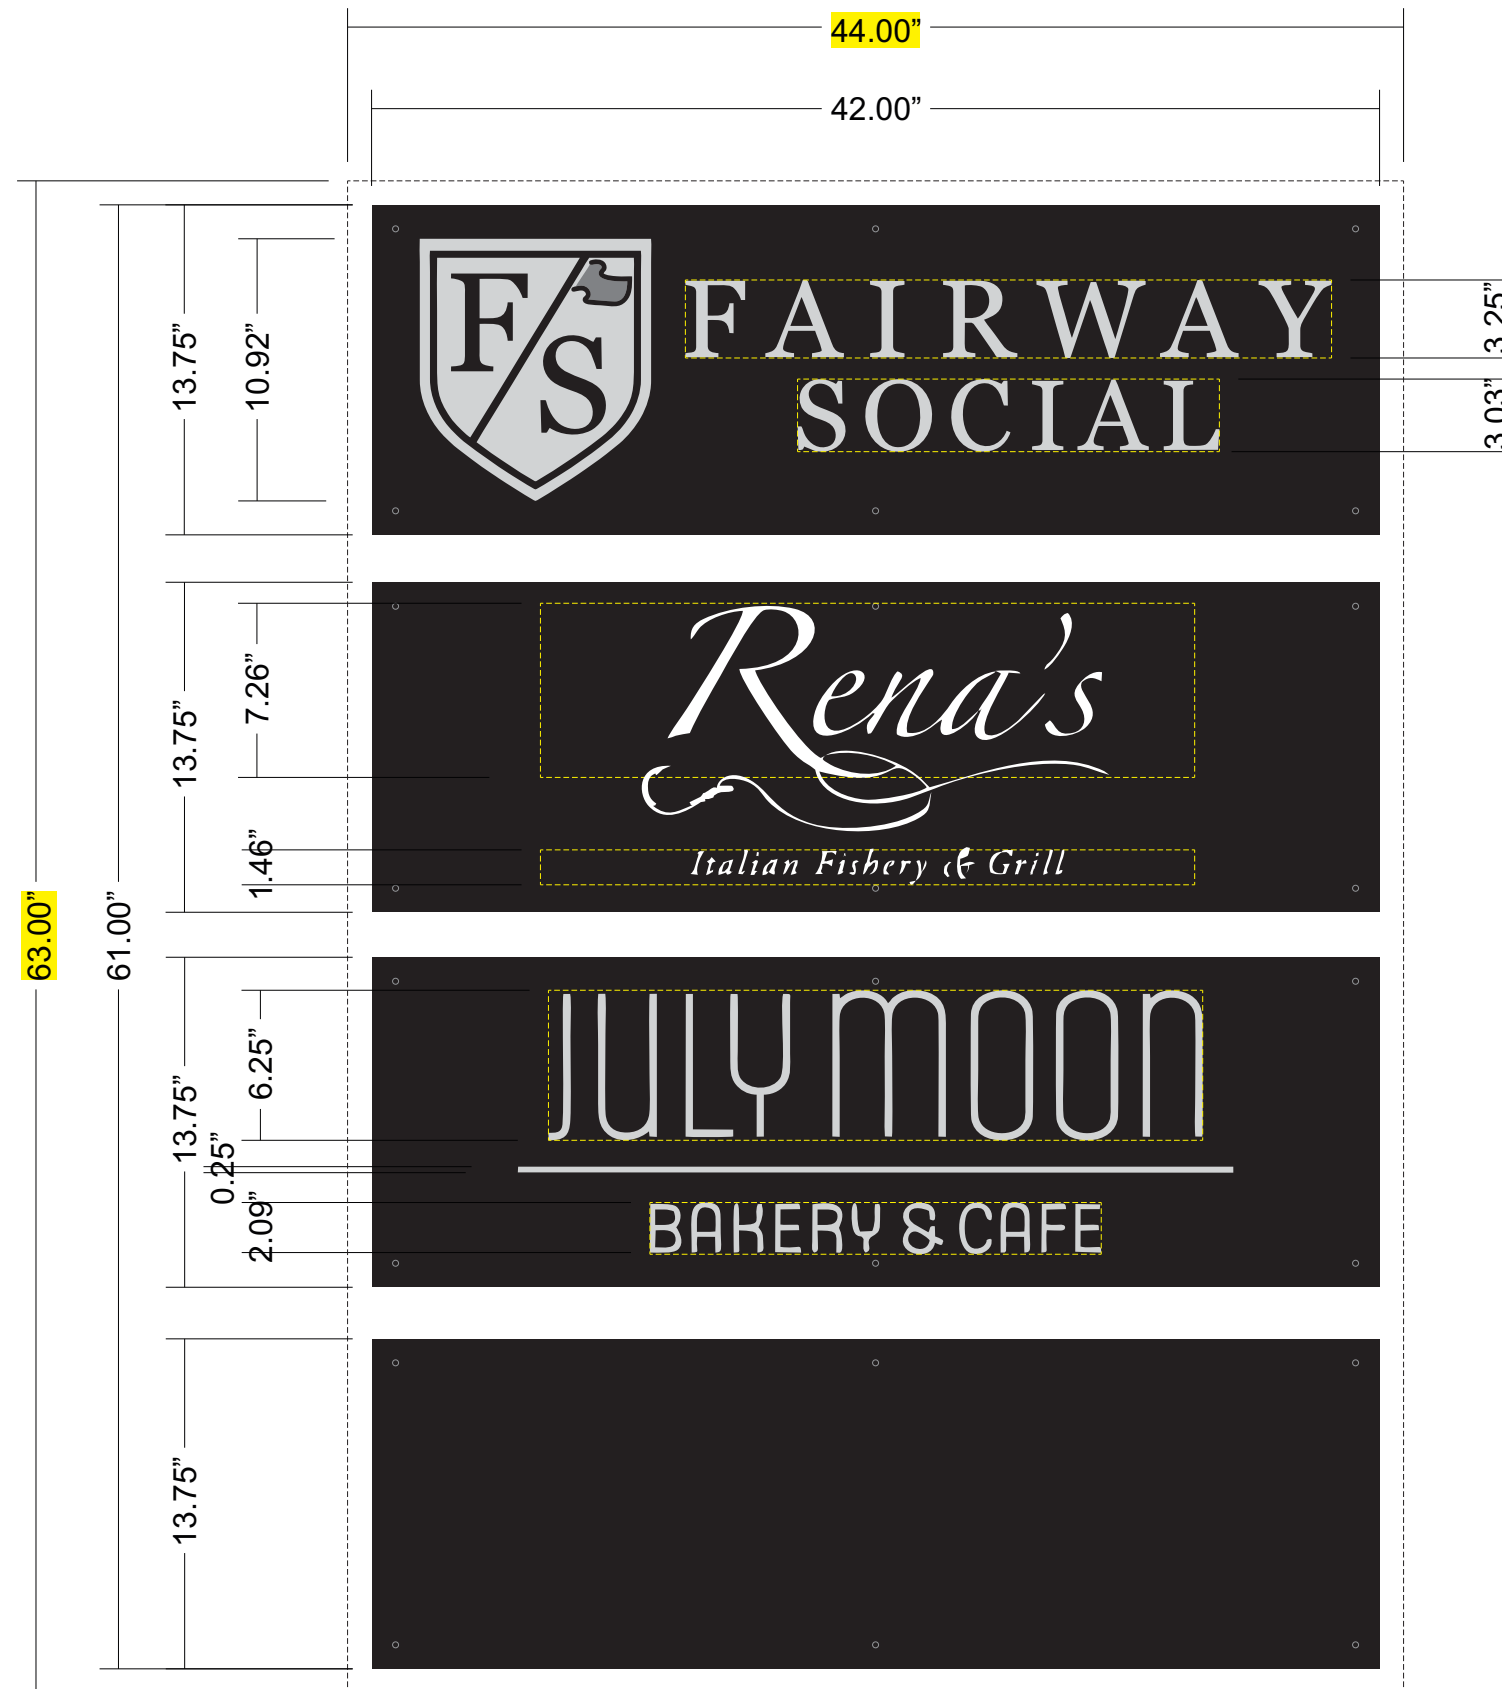 44.00”
42.00”
63.00”
61.00”
13.75”
10.92”
F
S
FAIRWAY
SOCIAL
3.25”
3.03”
13.75”
7.26”
1.46”
Rena’s
Italian Fishery & Grill
13.75”
6.25”
0.25”
2.09”
JULY MOON
BAKERY & CAFE
13.75”